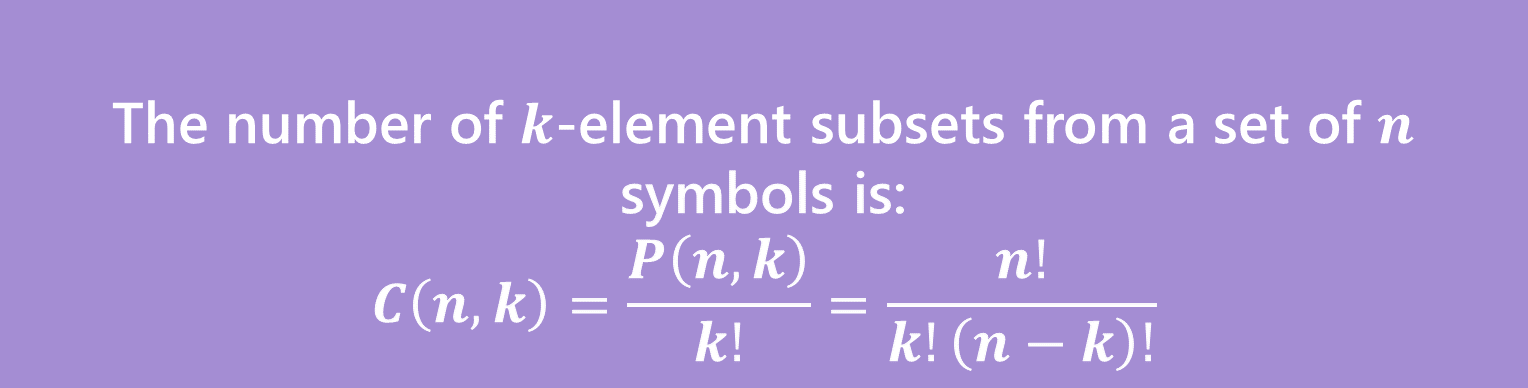 The number of k-element subsets from a set of n
symbols is:
C(n, k) = P(n, k) / k! = n! / k! (n − k)!